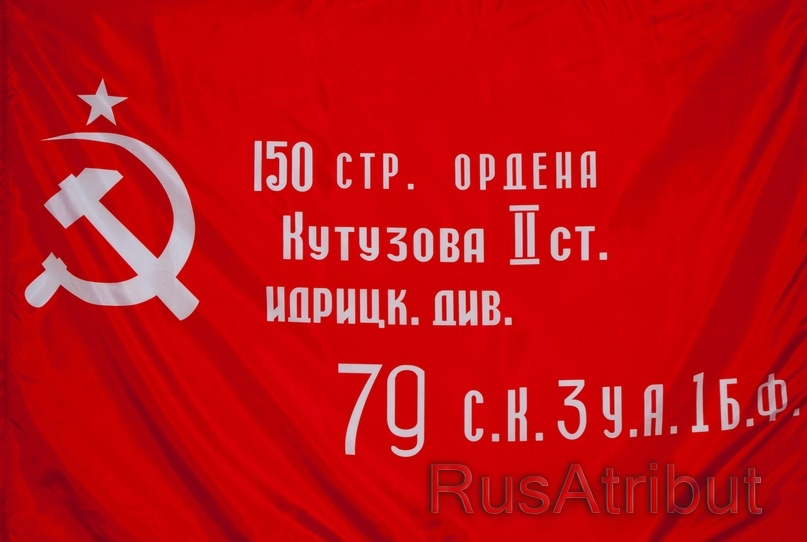 150 СТР. ОРДЕНА
КУТУЗОВА II СТ.
ИДРИЦК. ДИВ.
79 С.К. 3 У.А. 1 Б.Ф.
RusAtribut